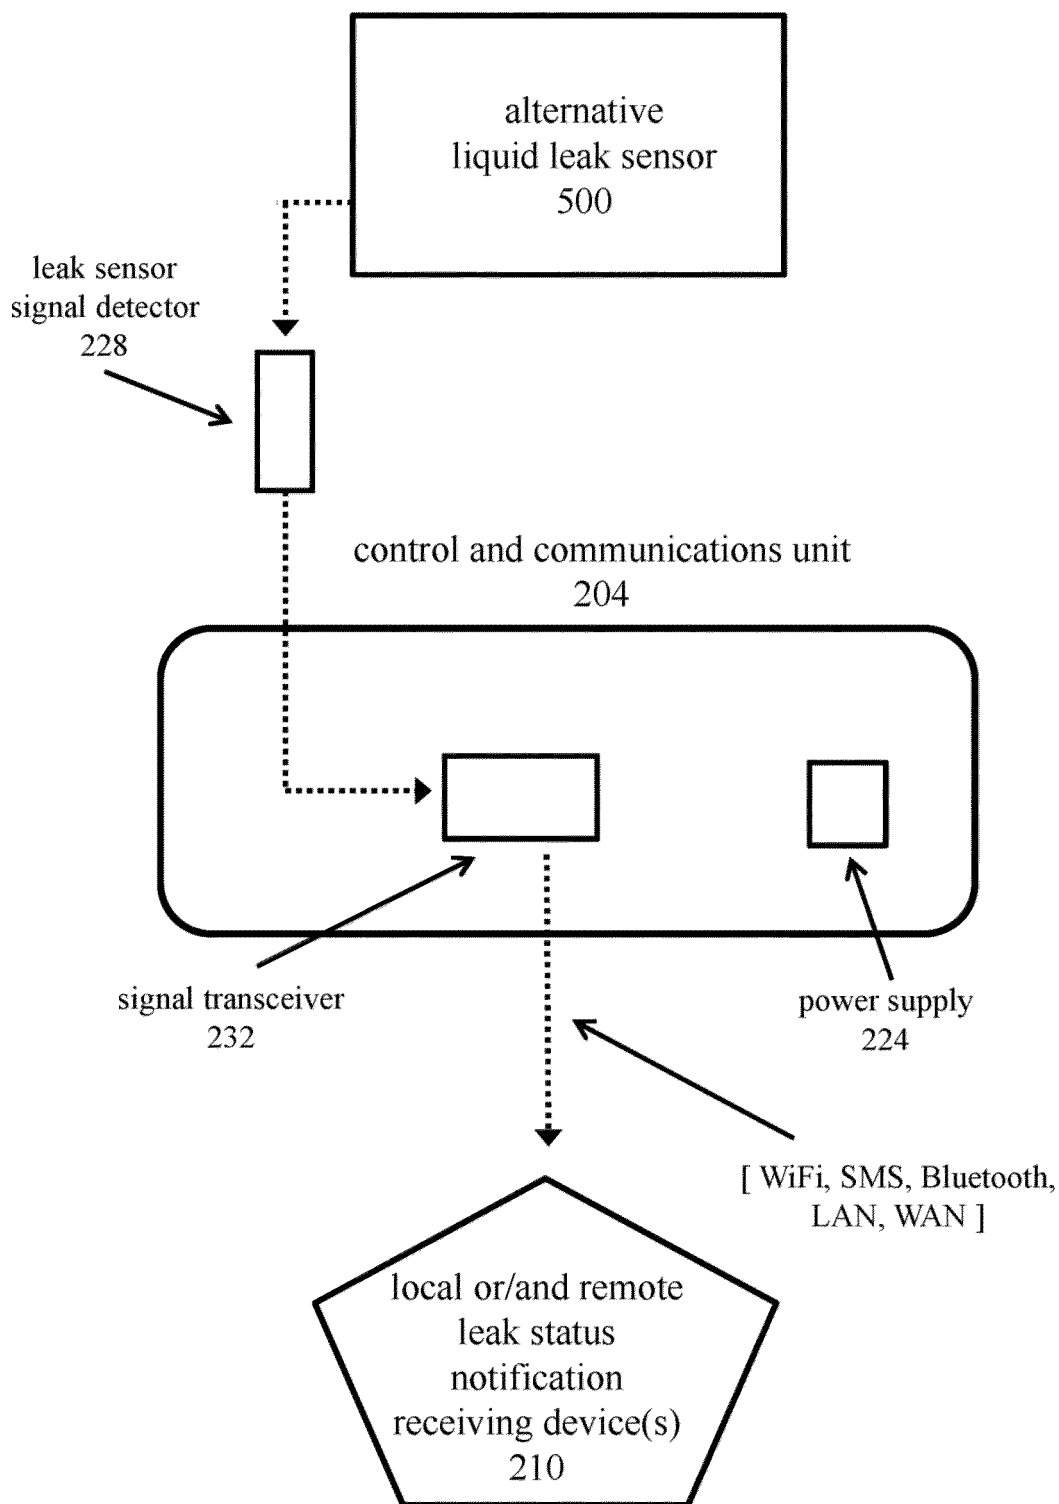 alternative
liquid leak sensor
500
leak sensor
signal detector
228
control and communications unit
204
signal transceiver
232
power supply
224
[ WiFi, SMS, Bluetooth,
LAN, WAN ]
local or/and remote
leak status
notification
receiving device(s)
210